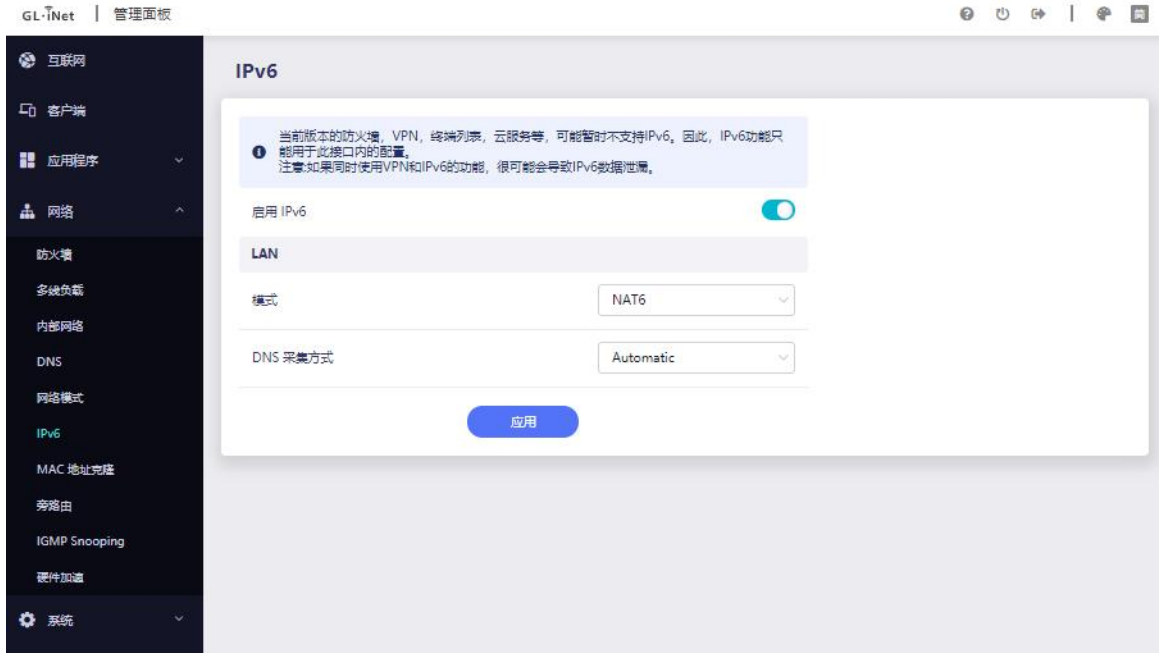 GL·iNet | 管理面板
简
互联网
客户端
应用程序
网络
防火墙
多线负载
内部网络
DNS
网络模式
IPv6
MAC 地址克隆
旁路由
IGMP Snooping
硬件加速
系统
IPv6
当前版本的防火墙，VPN，终端列表，云服务等，可能暂时不支持IPv6。因此，IPv6功能只
能用于此接口内的配置。
注意:如果同时使用VPN和IPv6的功能，很可能会导致IPv6数据泄漏。
启用 IPv6
LAN
模式
NAT6
DNS 采集方式
Automatic
应用